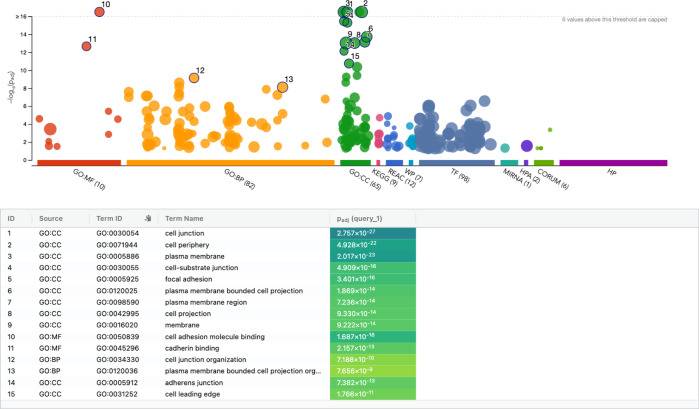 10
11
12
13
3
1
2
6
9
8
15
≥16
14
12
10
8
6
4
2
0
-log₁₀(p_adj)
values above this threshold are capped
GO:MF (10)
GO:BP (82)
GO:CC (65)
KEGG (9)
REAC (12)
WP (7)
TF (98)
MIRNA (1)
HPA (2)
CORUM (6)
HP
ID Source Term ID Term Name p_adj (query_1)
1 GO:CC GO:0030054 cell junction 2.757×10⁻²⁷
2 GO:CC GO:0071944 cell periphery 4.928×10⁻²²
3 GO:CC GO:0005886 plasma membrane 2.017×10⁻²³
4 GO:CC GO:0030055 cell-substrate junction 4.909×10⁻¹⁶
5 GO:CC GO:0005925 focal adhesion 3.401×10⁻¹⁶
6 GO:CC GO:0120025 plasma membrane bounded cell projection 1.869×10⁻¹⁴
7 GO:CC GO:0098590 plasma membrane region 7.236×10⁻¹⁴
8 GO:CC GO:0042995 cell projection 9.330×10⁻¹⁴
9 GO:CC GO:0016020 membrane 9.222×10⁻¹⁴
10 GO:MF GO:0050839 cell adhesion molecule binding 1.687×10⁻¹⁸
11 GO:MF GO:0045296 cadherin binding 2.157×10⁻¹³
12 GO:BP GO:0034330 cell junction organization 7.188×10⁻¹⁰
13 GO:BP GO:0120036 plasma membrane bounded cell projection org... 7.656×10⁻⁹
14 GO:CC GO:0005912 adherens junction 7.382×10⁻¹³
15 GO:CC GO:0031252 cell leading edge 1.766×10⁻¹¹